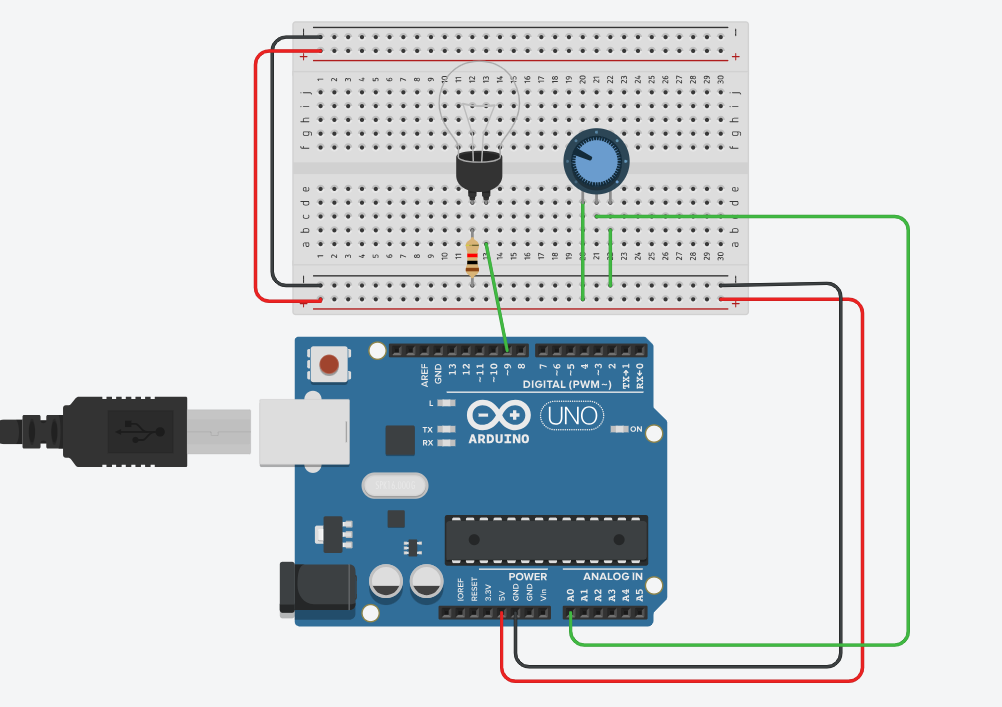 - -
+ +
1 2 3 4 5 6 7 8 9 10 11 12 13 14 15 16 17 18 19 20 21 22 23 24 25 26 27 28 29 30
j j
i i
h h
g g
f f
e e
d d
c c
b b
a a
1 2 3 4 5 6 7 8 9 10 11 12 13 14 15 16 17 18 19 20 21 22 23 24 25 26 27 28 29 30
- -
+ +
AREF GND 13 12 ~11 ~10 ~9 8 7 ~6 ~5 4 ~3 2 TX→1 RX←0
DIGITAL (PWM~)
L
TX
RX
UNO
ON
ARDUINO
POWER ANALOG IN
IOREF RESET 3.3V 5V GND GND Vin A0 A1 A2 A3 A4 A5